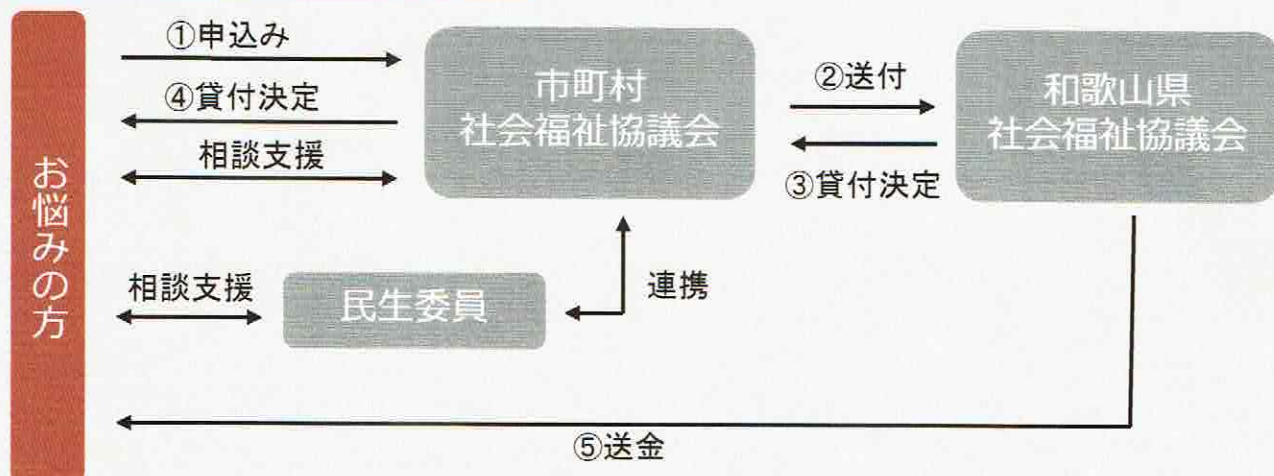 お悩みの方
①申込み
④貸付決定
相談支援
市町村
社会福祉協議会
②送付
③貸付決定
和歌山県
社会福祉協議会
相談支援
民生委員
連携
⑤送金